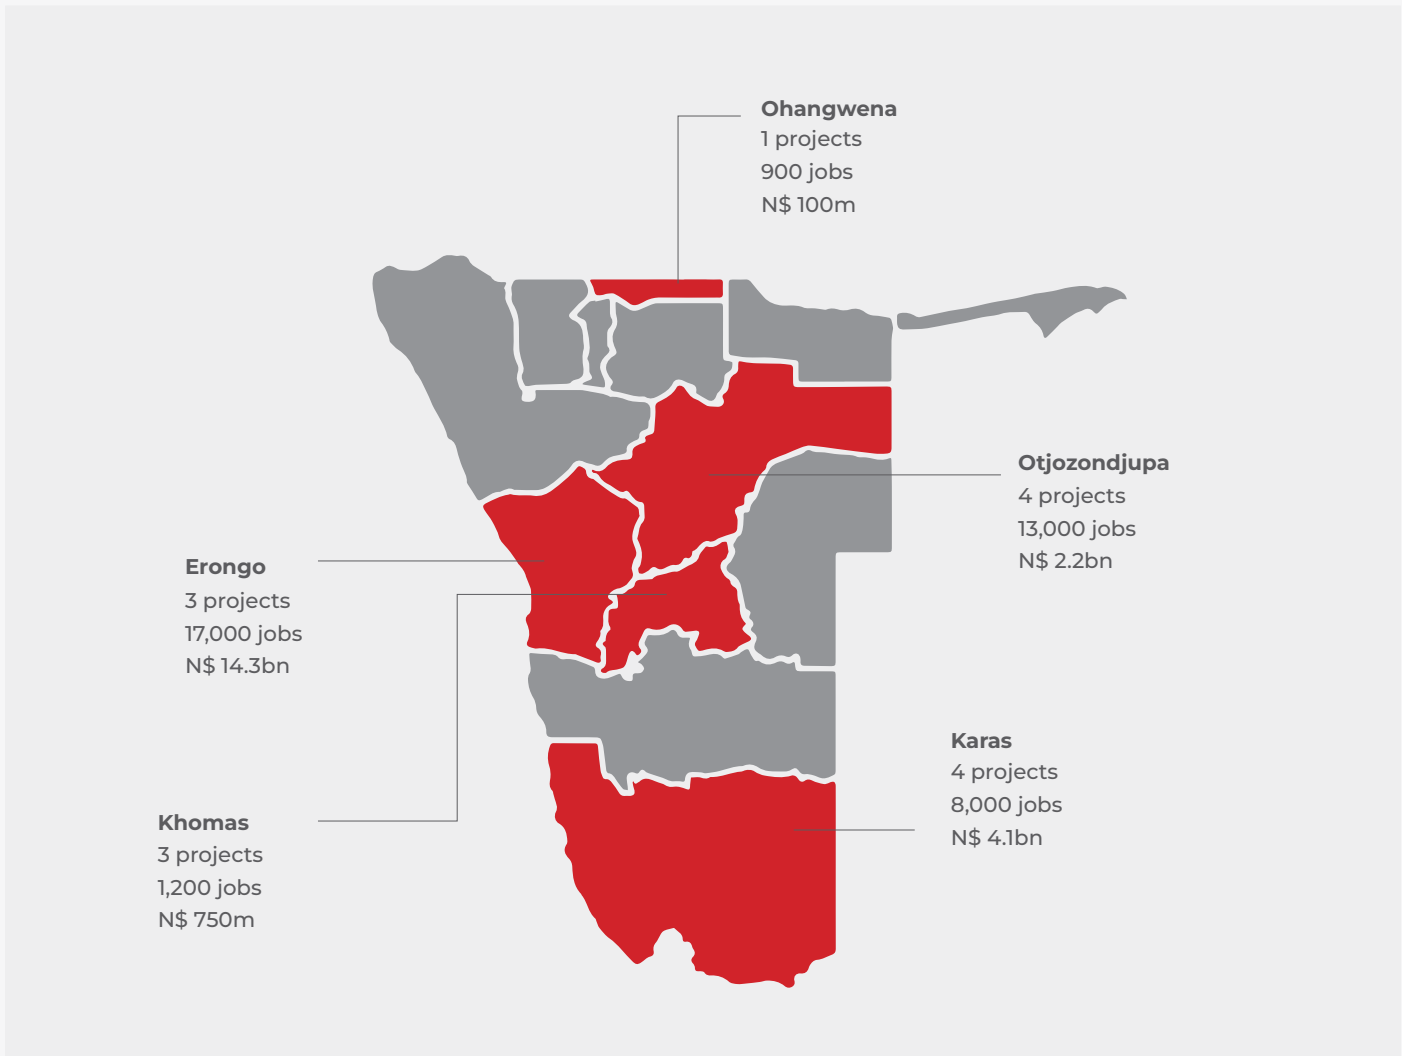 Ohangwena
1 projects
900 jobs
N$ 100m
Otjozondjupa
4 projects
13,000 jobs
N$ 2.2bn
Erongo
3 projects
17,000 jobs
N$ 14.3bn
Karas
4 projects
8,000 jobs
N$ 4.1bn
Khomas
3 projects
1,200 jobs
N$ 750m